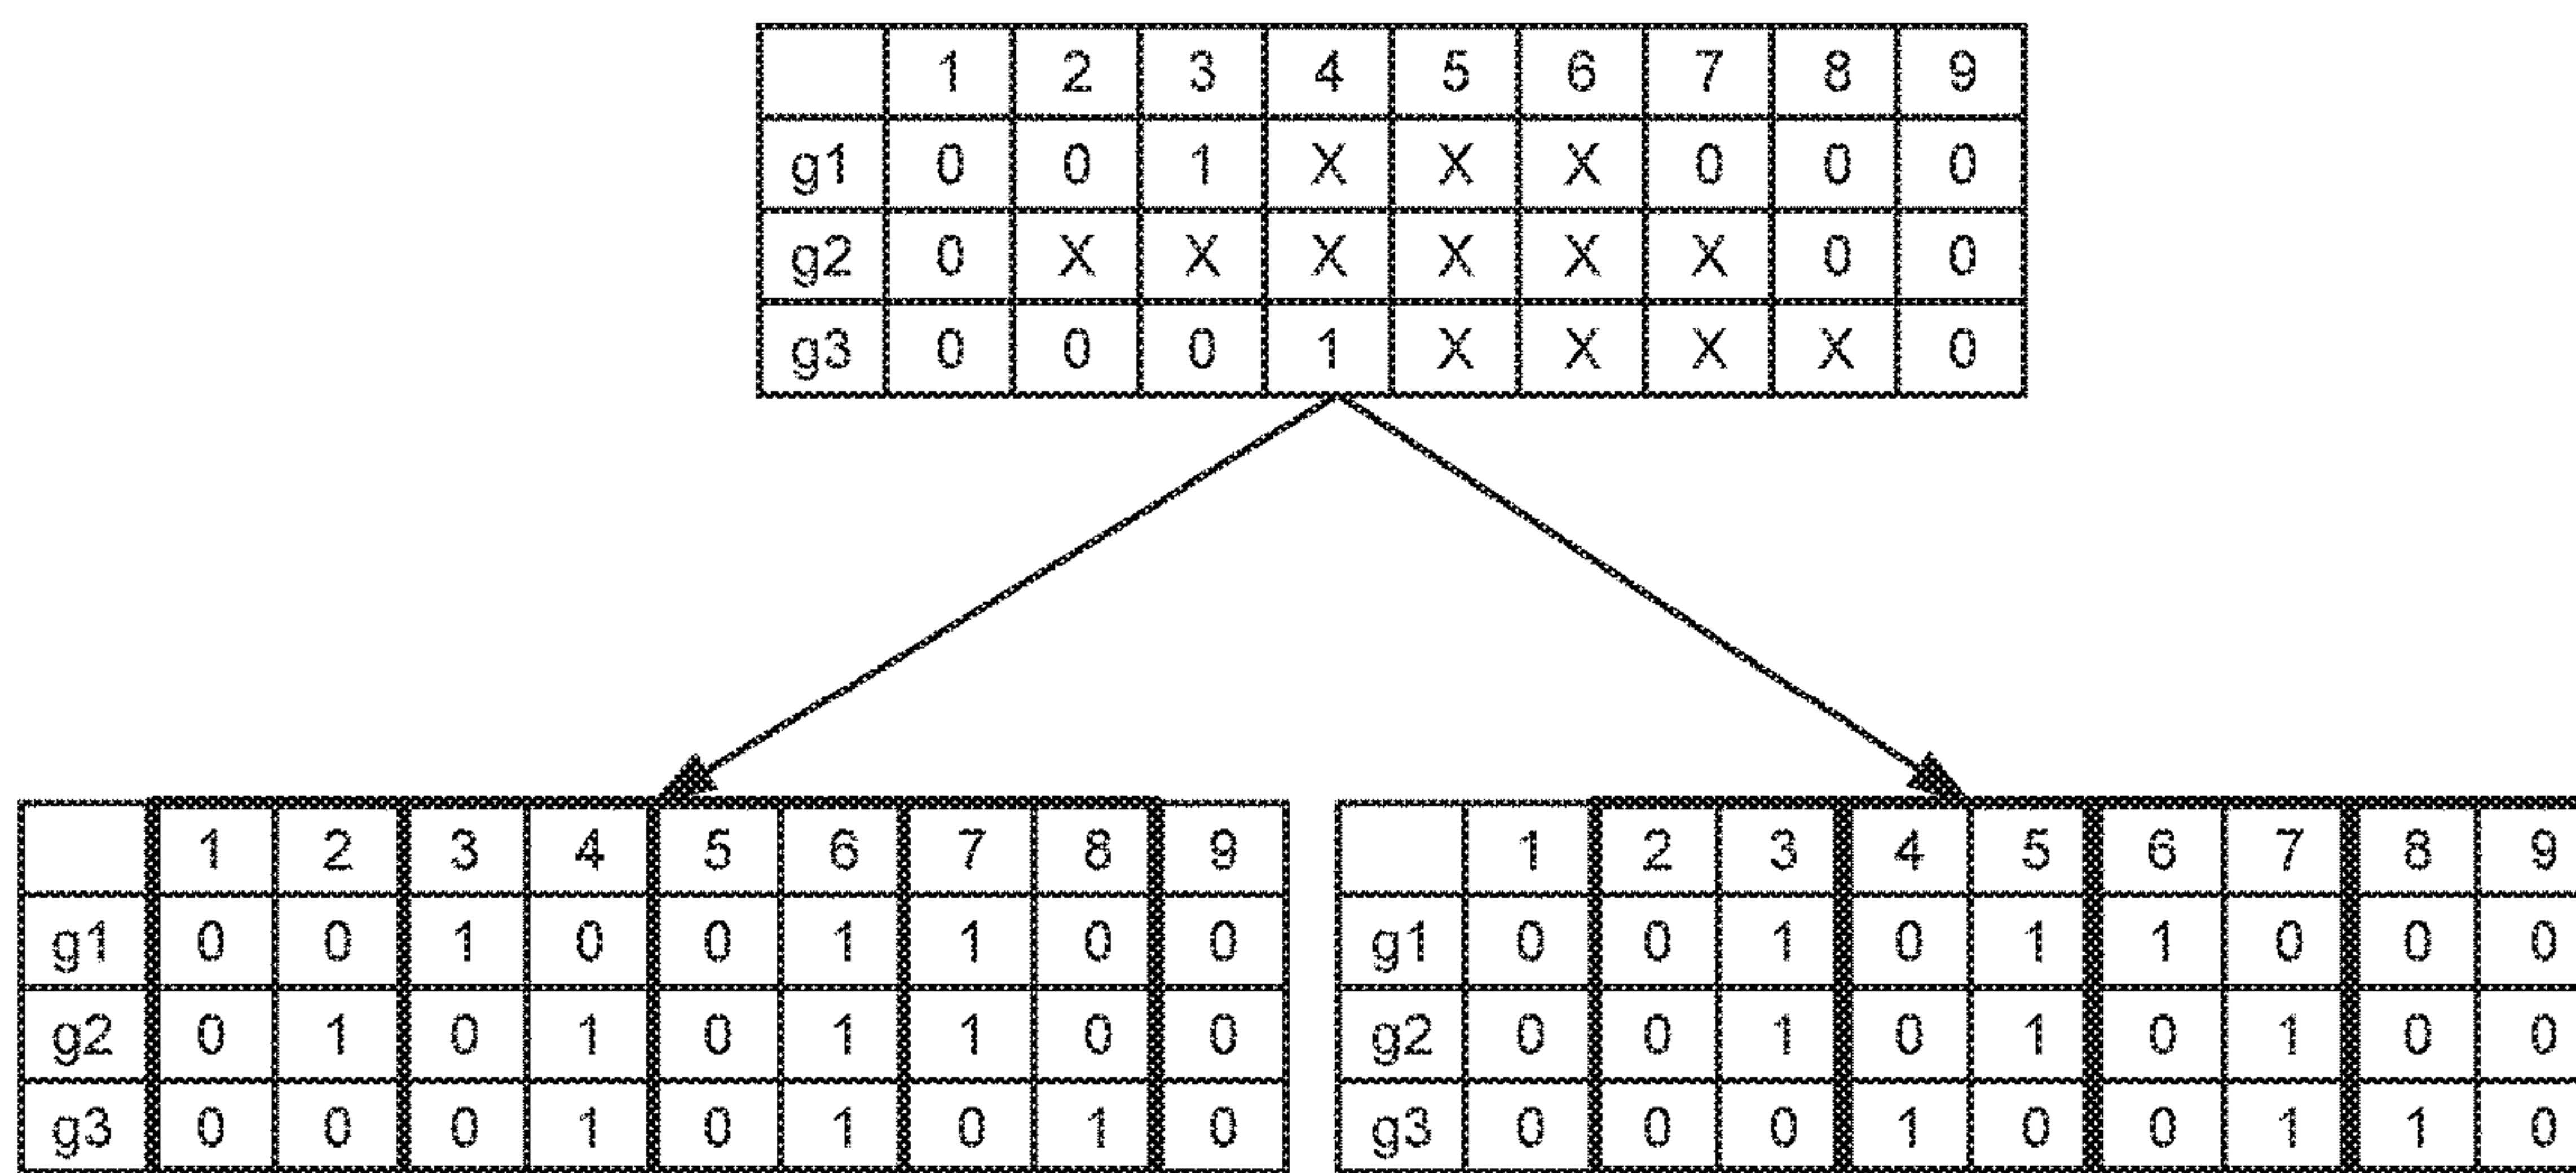 1 2 3 4 5 6 7 8 9
g1 0 0 1 X X X 0 0 0
g2 0 X X X X X X 0 0
g3 0 0 0 1 X X X X 0
1 2 3 4 5 6 7 8 9
g1 0 0 1 0 0 1 1 0 0
g2 0 1 0 1 0 1 1 0 0
g3 0 0 0 1 0 1 0 1 0
1 2 3 4 5 6 7 8 9
g1 0 0 1 0 1 1 0 0 0
g2 0 0 1 0 1 0 1 0 0
g3 0 0 0 1 0 0 1 1 0